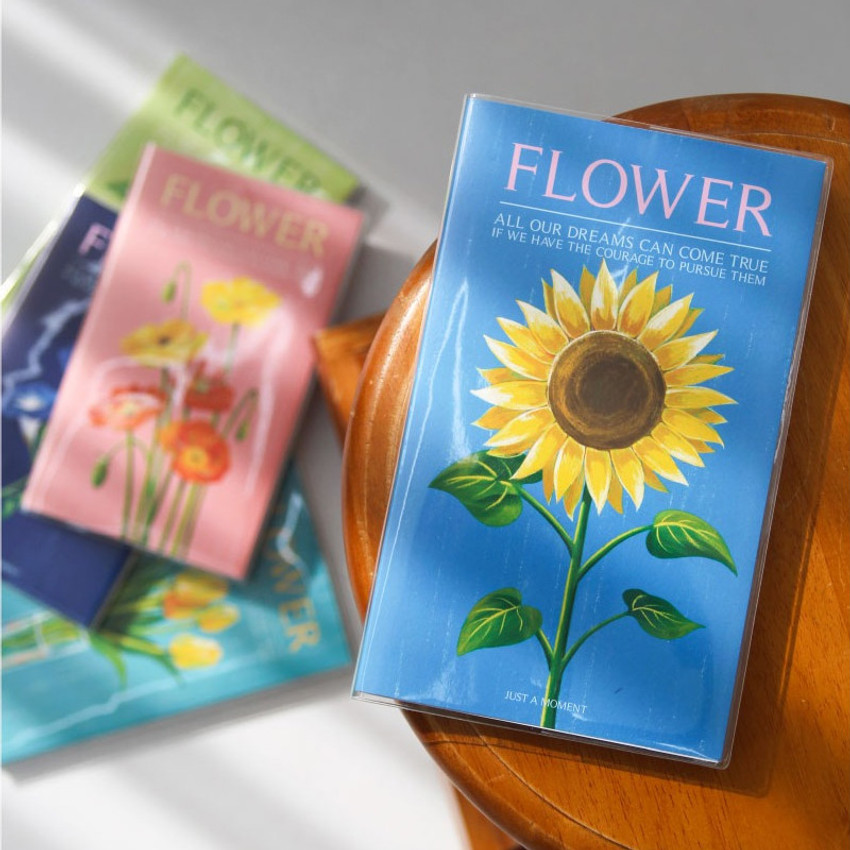 FLOWER
ALL OUR DREAMS CAN COME TRUE
IF WE HAVE THE COURAGE TO PURSUE THEM
JUST A MOMENT
FLOWER
FLOWER
F
OWER